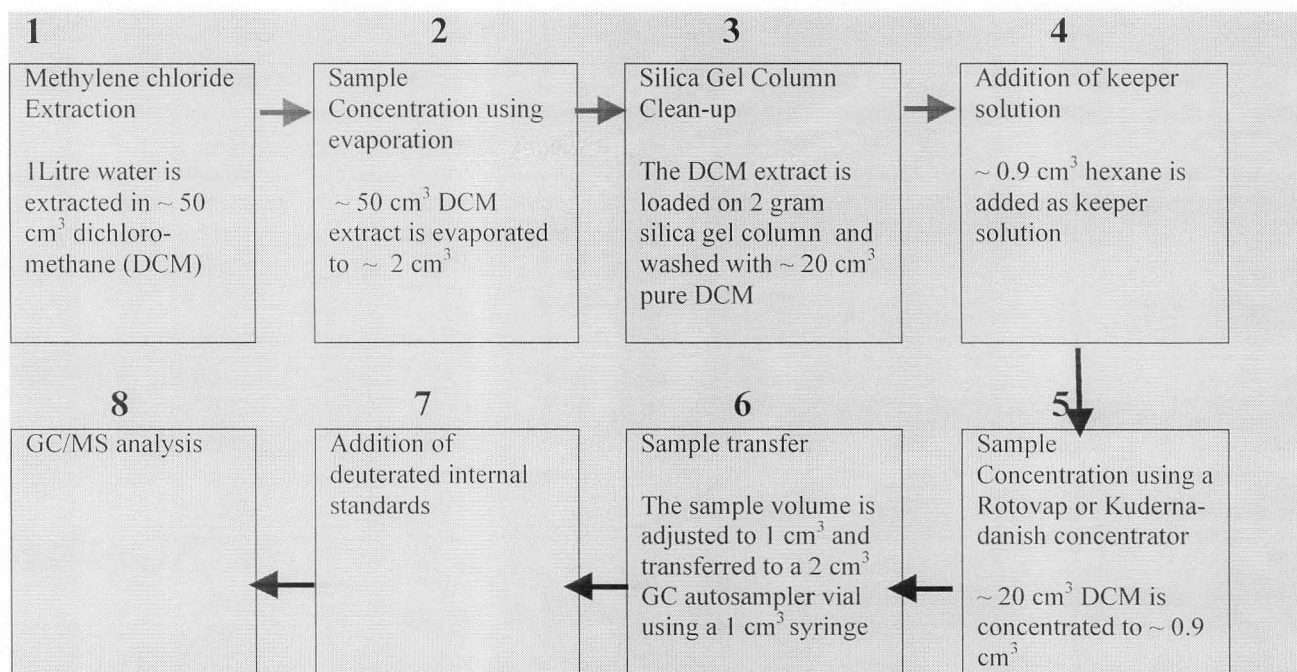 1
Methylene chloride
Extraction
1Litre water is
extracted in ~ 50
cm³ dichloro-
methane (DCM)
2
Sample
Concentration using
evaporation
~ 50 cm³ DCM
extract is evaporated
to ~ 2 cm³
3
Silica Gel Column
Clean-up
The DCM extract is
loaded on 2 gram
silica gel column and
washed with ~ 20 cm³
pure DCM
4
Addition of keeper
solution
~ 0.9 cm³ hexane is
added as keeper
solution
5
Sample
Concentration using a
Rotovap or Kuderna-
danish concentrator
~ 20 cm³ DCM is
concentrated to ~ 0.9
cm³
6
Sample transfer
The sample volume is
adjusted to 1 cm³ and
transferred to a 2 cm³
GC autosampler vial
using a 1 cm³ syringe
7
Addition of
deuterated internal
standards
8
GC/MS analysis